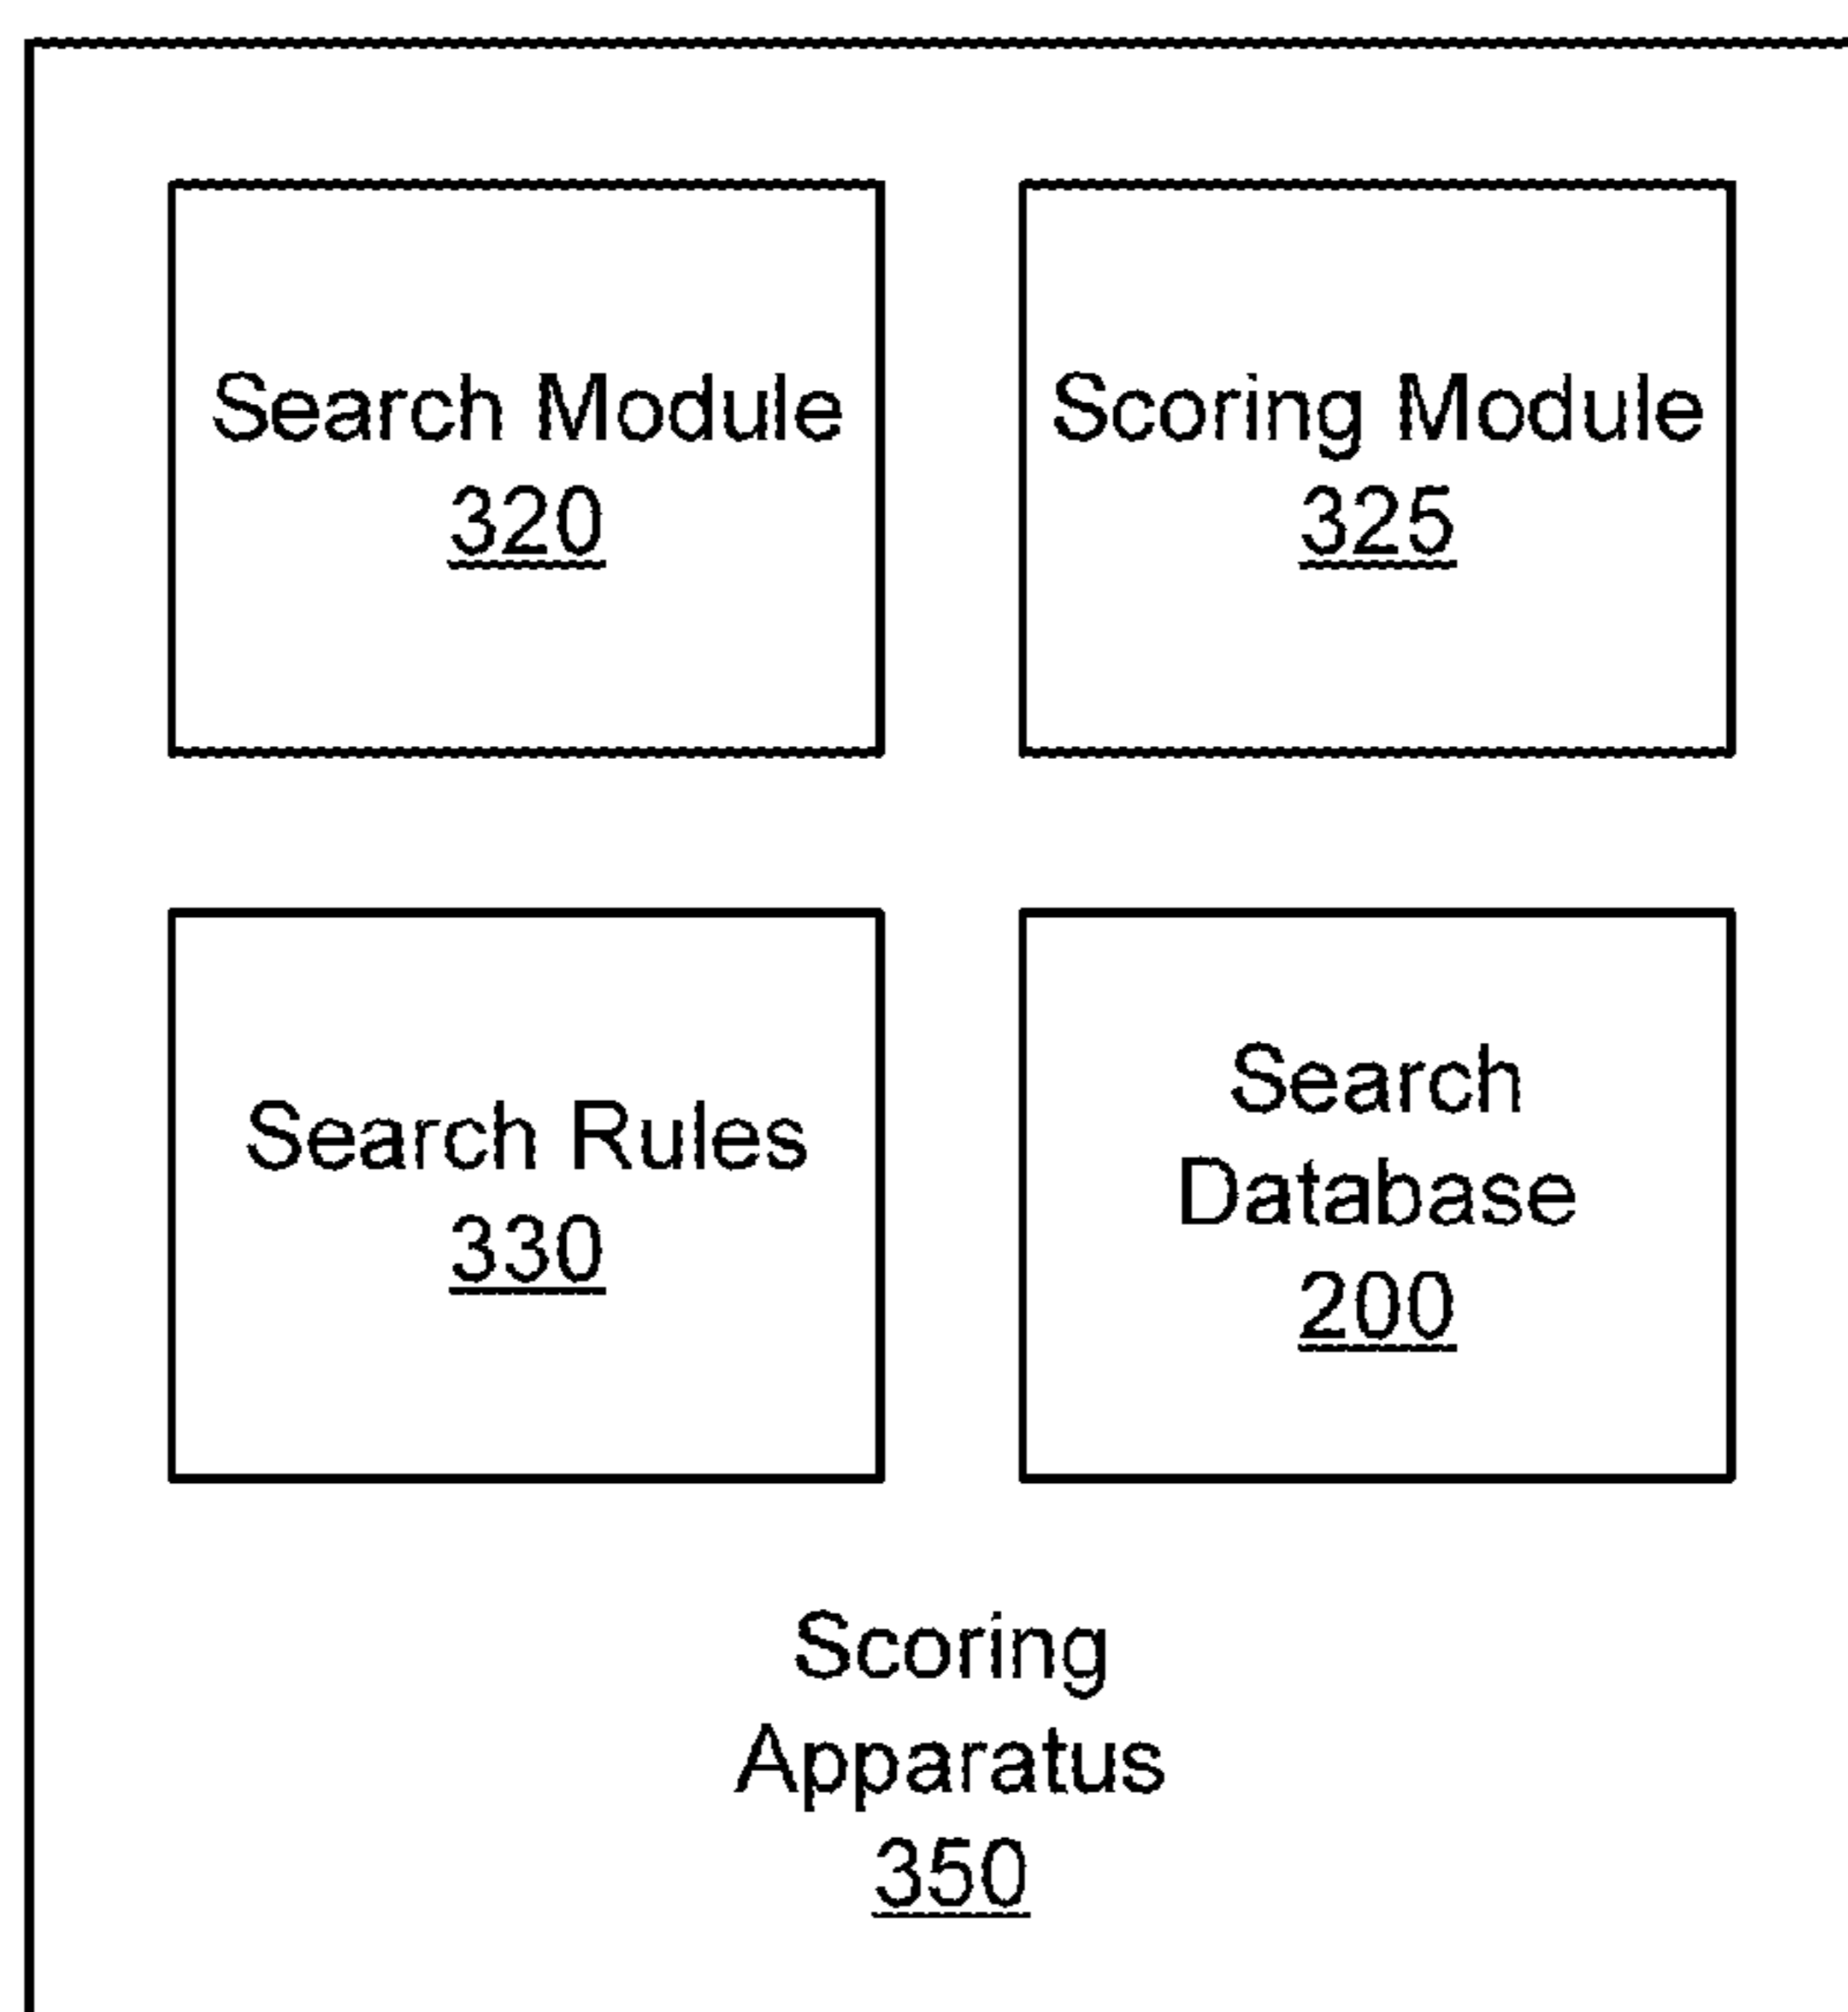 Search Module
320
Scoring Module
325
Search Rules
330
Search
Database
200
Scoring
Apparatus
350